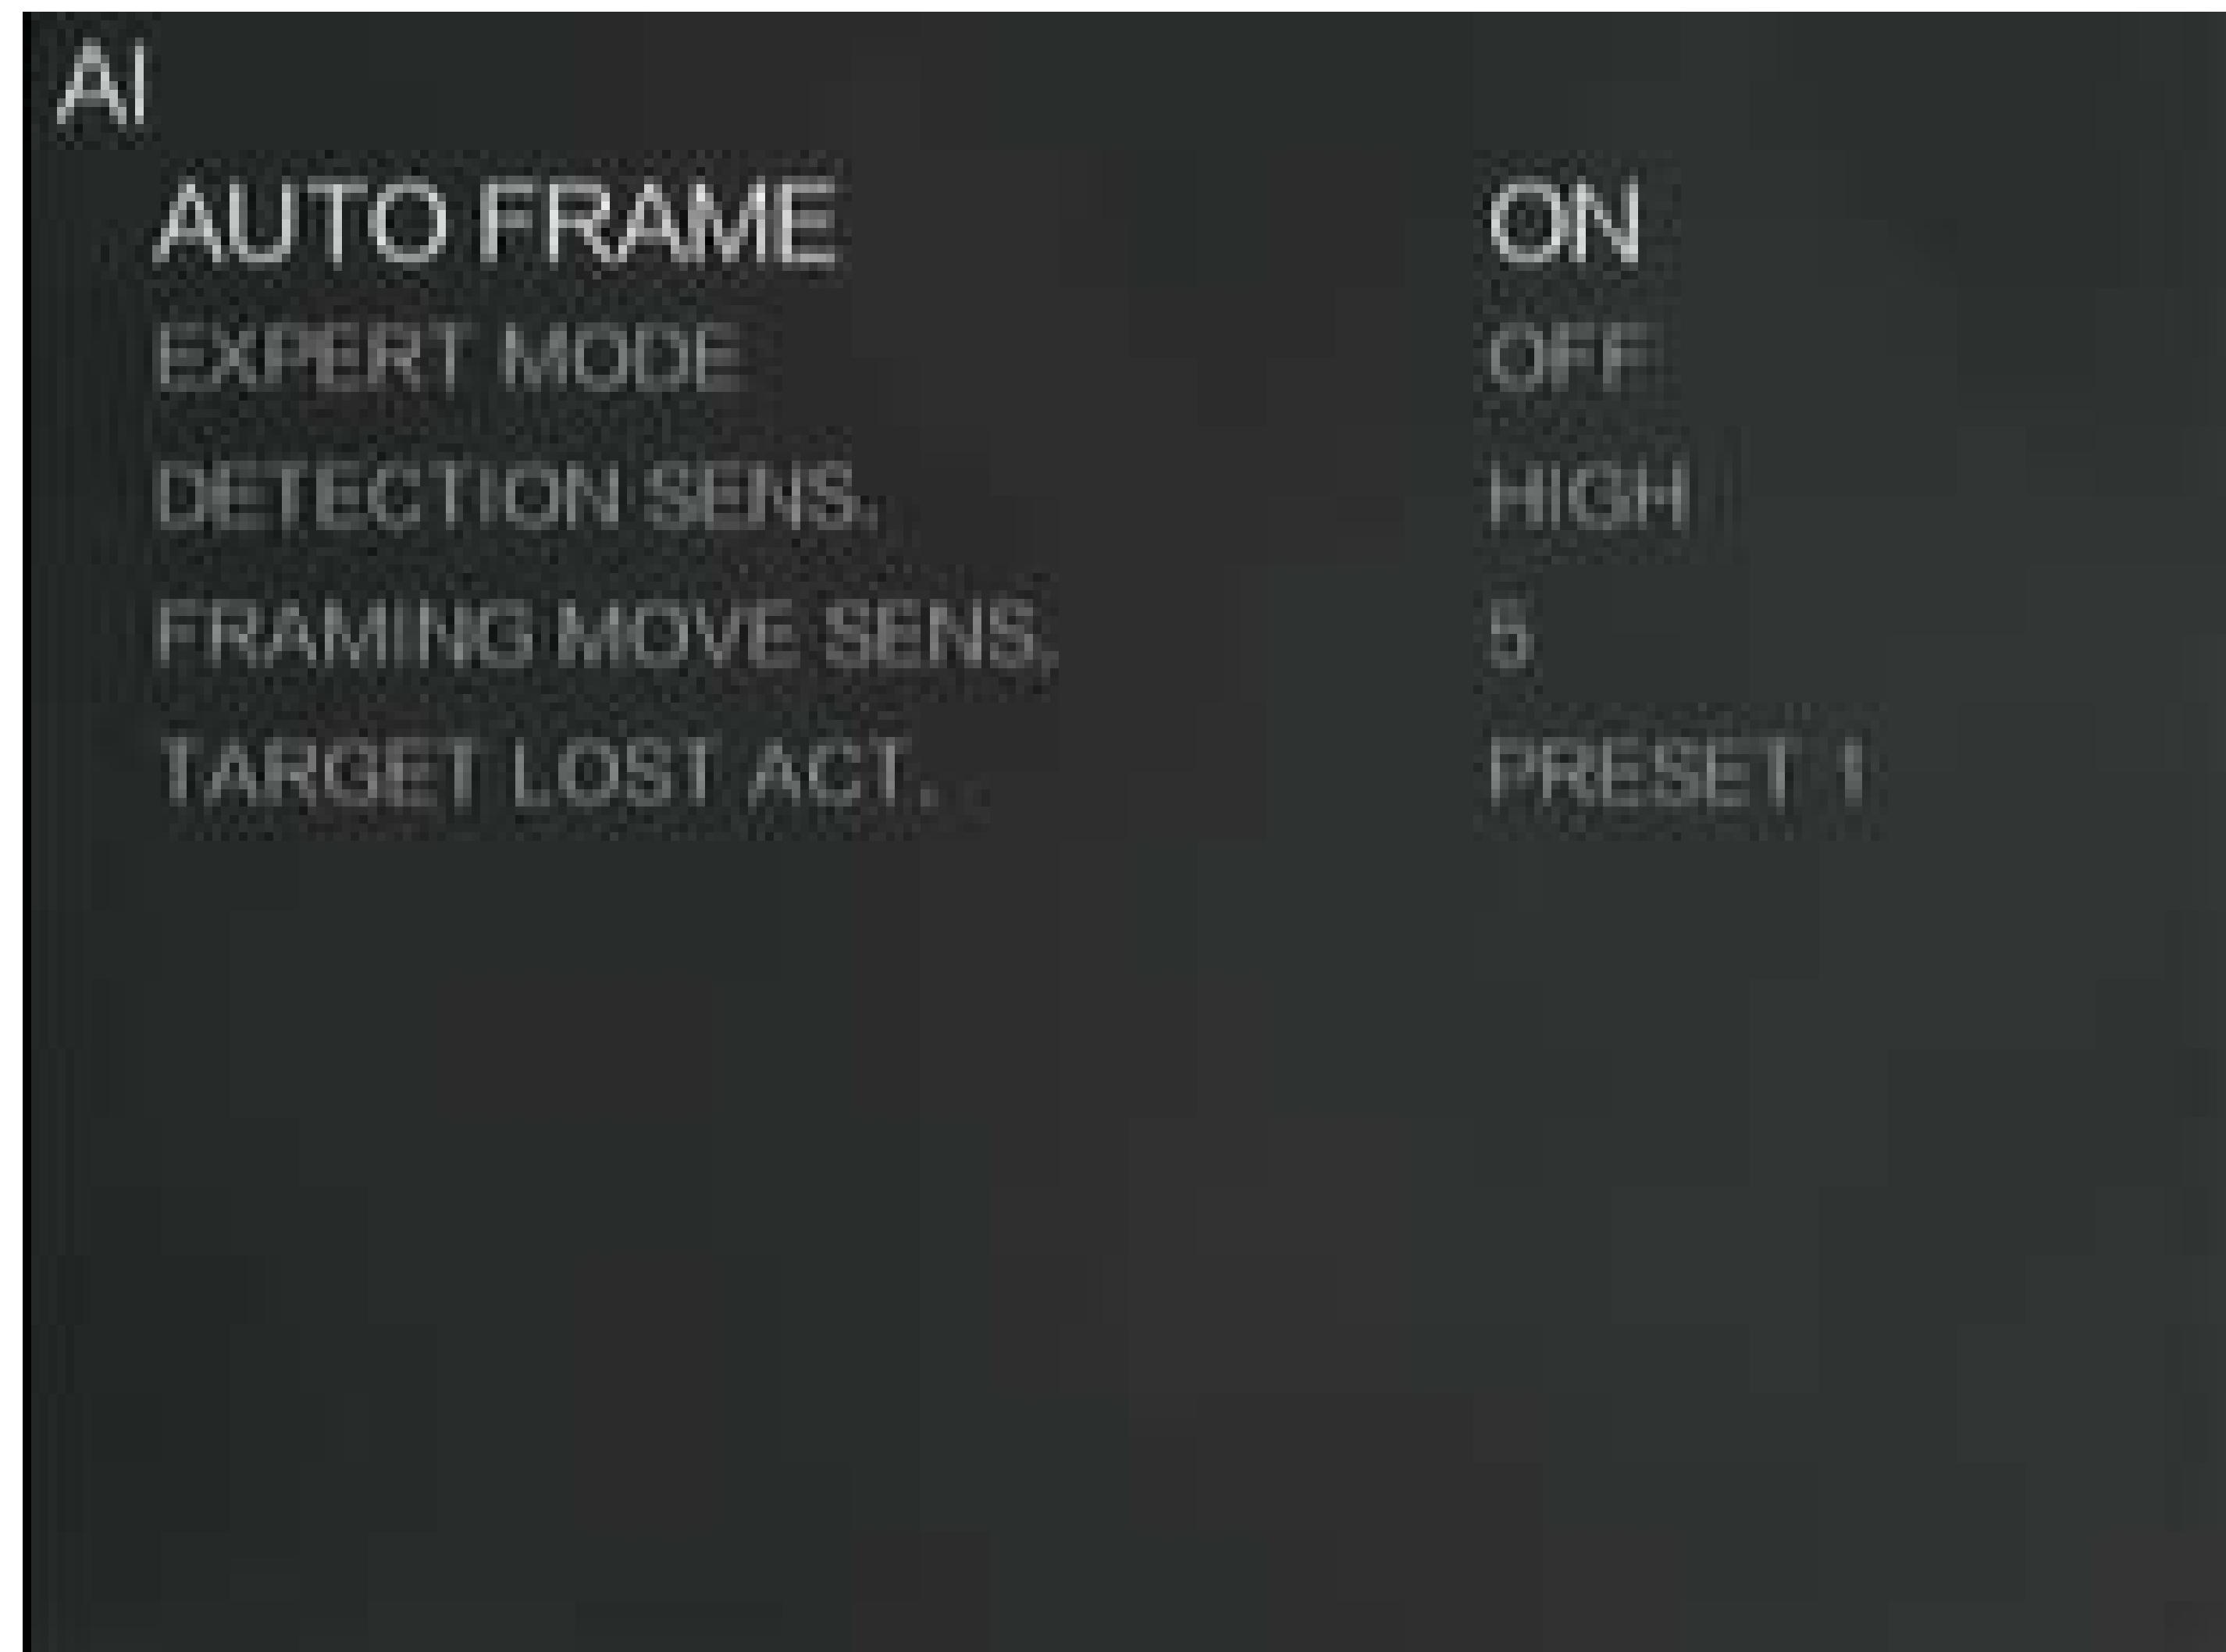 AI
AUTO FRAME ON
EXPERT MODE OFF
DETECTION SENS. HIGH
FRAMING MOVE SENS. 5
TARGET LOST ACT. PRESET 1